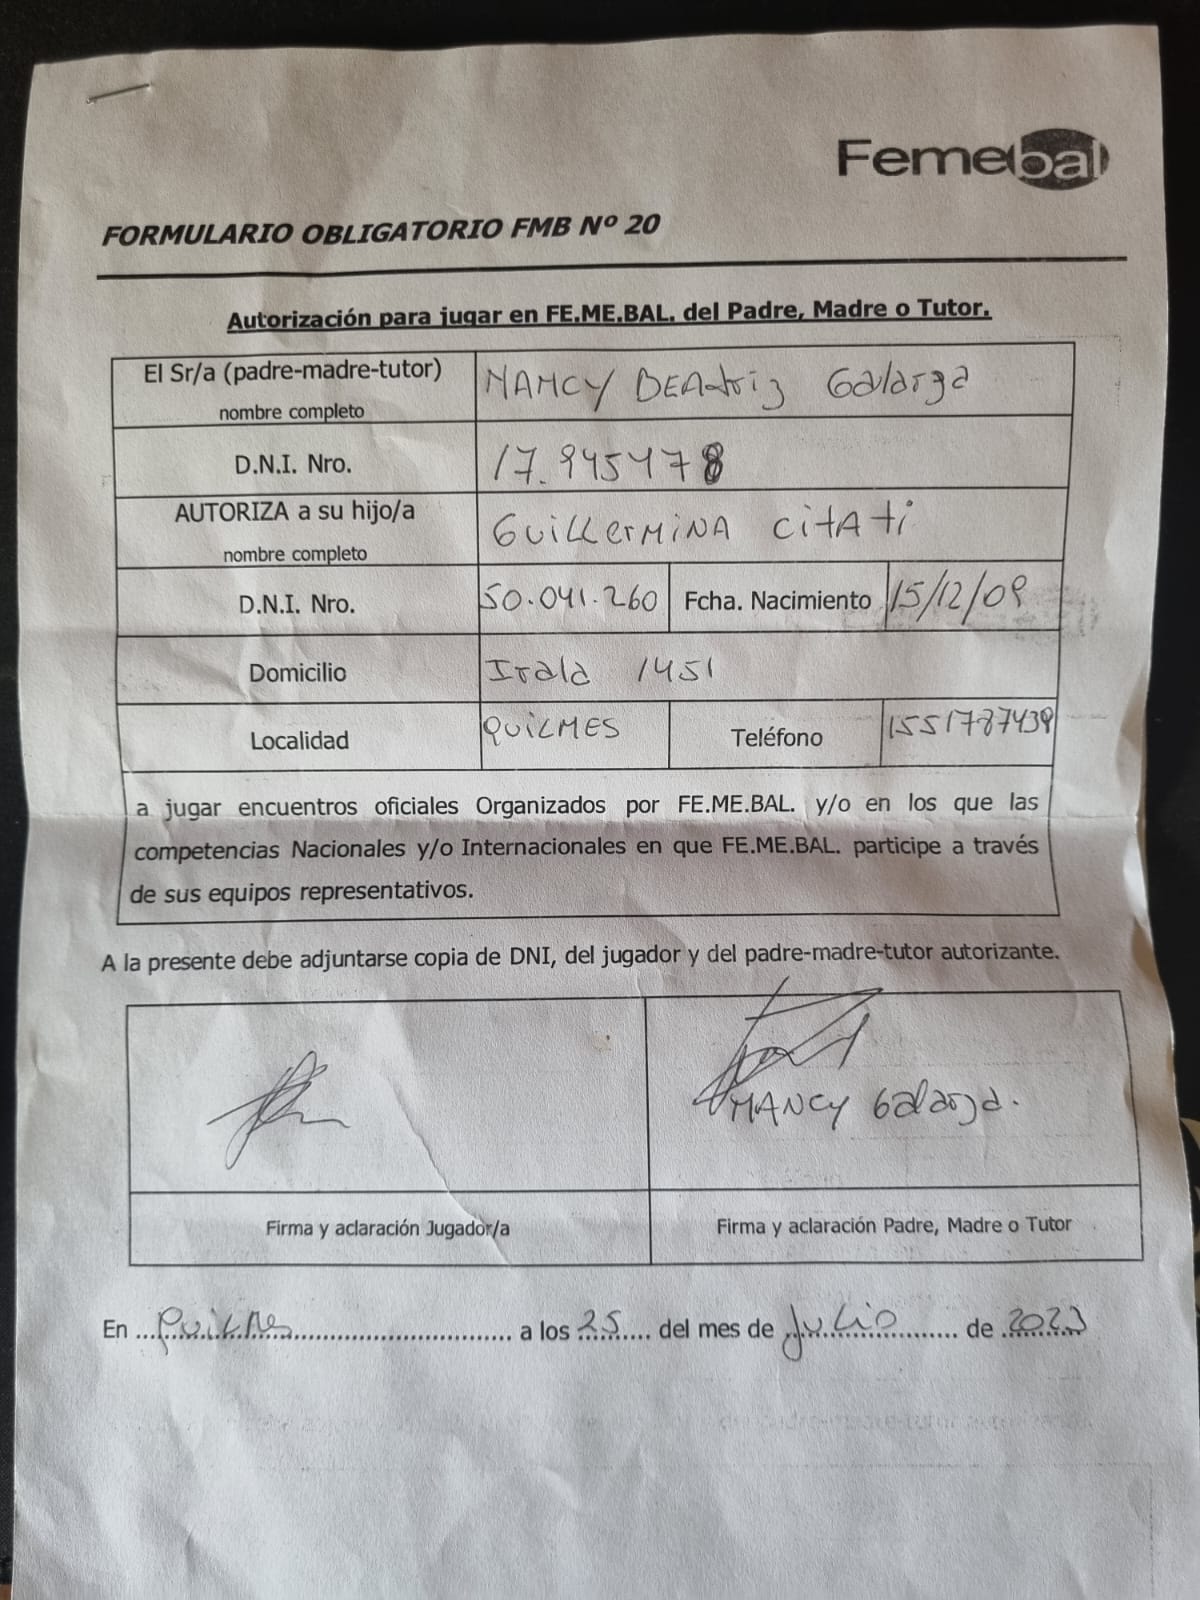 Femebal
FORMULARIO OBLIGATORIO FMB Nº 20
Autorización para jugar en FE.ME.BAL. del Padre, Madre o Tutor.
El Sr/a (padre-madre-tutor)
nombre completo
NANCY BEAtriz Galarza
D.N.I. Nro.
17.945478
AUTORIZA a su hijo/a
nombre completo
GUILLERMINA CITATI
D.N.I. Nro.
50.041.260
Fcha. Nacimiento
15/12/09
Domicilio
Irala 1451
Localidad
QUILMES
Teléfono
1551787439
a jugar encuentros oficiales Organizados por FE.ME.BAL. y/o en los que las
competencias Nacionales y/o Internacionales en que FE.ME.BAL. participe a través
de sus equipos representativos.
A la presente debe adjuntarse copia de DNI, del jugador y del padre-madre-tutor autorizante.
NANCY Galarza.
Firma y aclaración Jugador/a
Firma y aclaración Padre, Madre o Tutor
En ...Quilmes... a los 25 .... del mes de Julio ........ de 2023